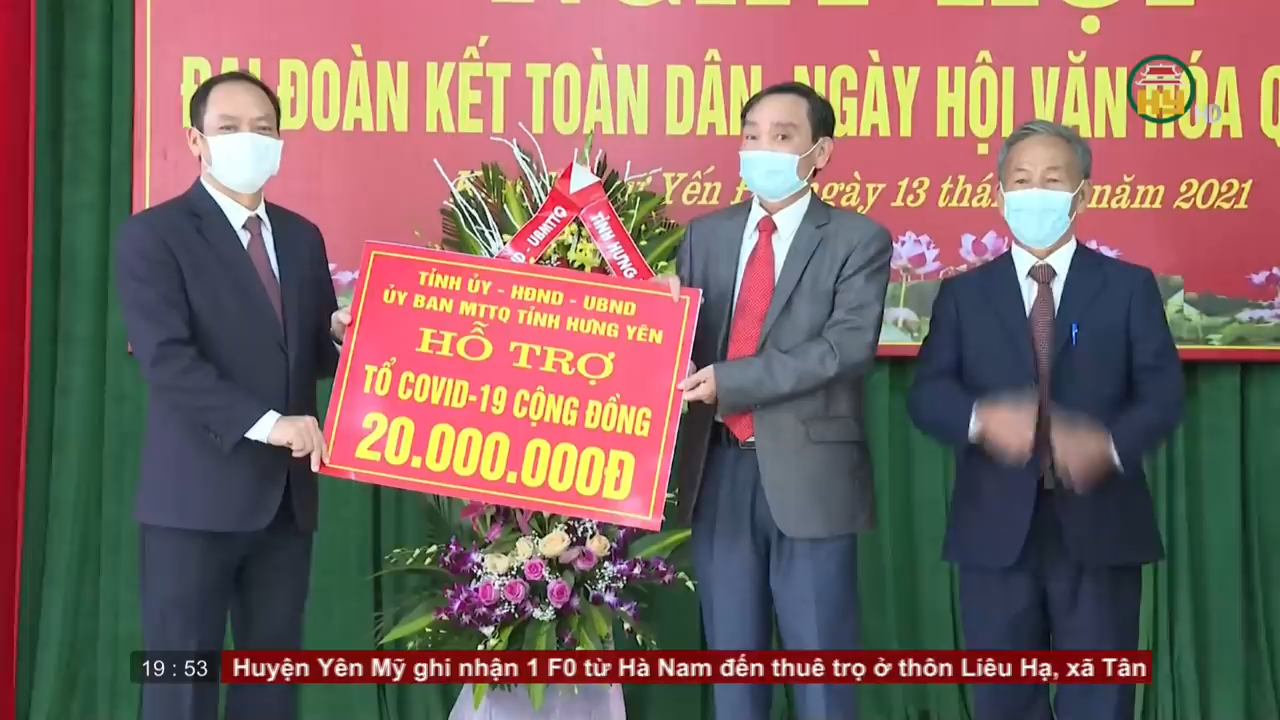 ĐẠI ĐOÀN KẾT TOÀN DÂN, NGÀY HỘI VĂN HÓA
HY HD
Yến ngày 13 năm 2021
UBMTTQ
TỈNH HƯNG
TỈNH ỦY - HĐND - UBND
ỦY BAN MTTQ TỈNH HƯNG YÊN
HỖ TRỢ
TỔ COVID-19 CỘNG ĐỒNG
20.000.000Đ
19 : 53 Huyện Yên Mỹ ghi nhận 1 F0 từ Hà Nam đến thuê trọ ở thôn Liêu Hạ, xã Tân